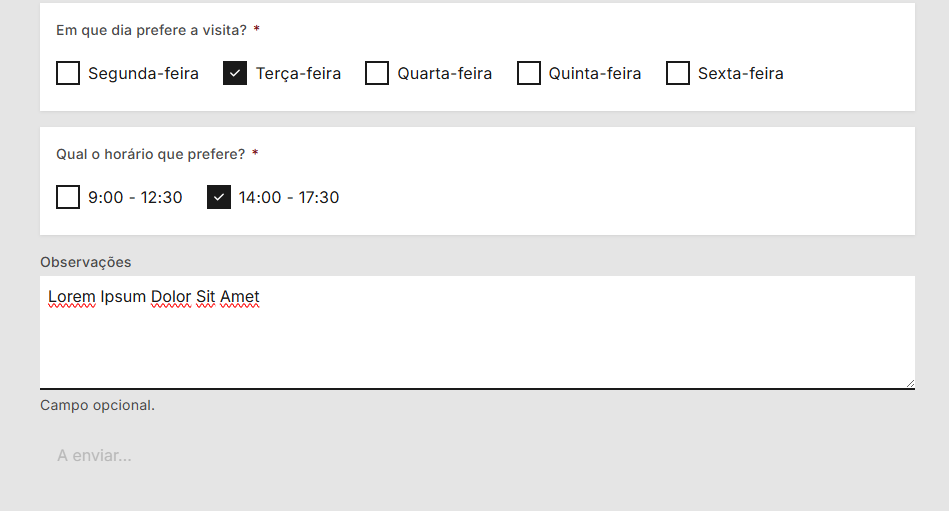 Em que dia prefere a visita? *
Segunda-feira Terça-feira Quarta-feira Quinta-feira Sexta-feira
Qual o horário que prefere? *
9:00 - 12:30 14:00 - 17:30
Observações
Lorem Ipsum Dolor Sit Amet
Campo opcional.
A enviar...